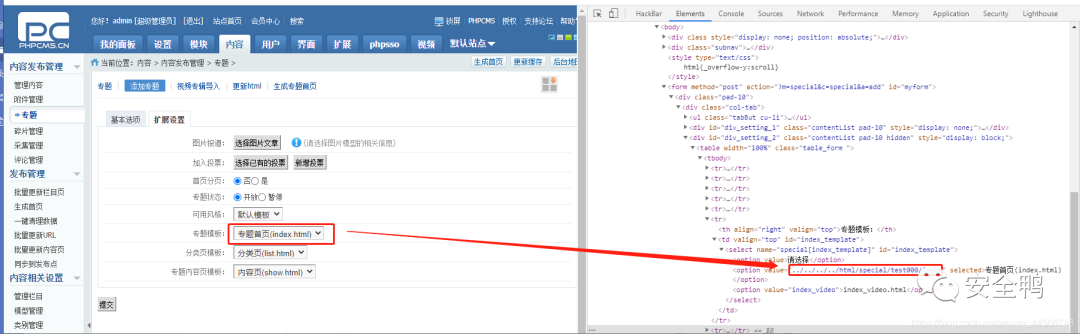 PHPCMS.CN
您好！admin [超级管理员] [退出] 站点首页 会员中心 搜索
锁屏 PHPCMS 授权 支持论坛
我的面板 设置 模块 内容 用户 界面 扩展 phpsso 视频 默认站点
内容发布管理
管理内容
附件管理
专题
碎片管理
采集管理
评论管理
发布管理
批量更新栏目页
生成首页
一键清理数据
批量更新URL
批量更新内容页
同步到发布点
内容相关设置
管理栏目
模型管理
类别管理
当前位置：内容 > 内容发布管理 > 专题 >
生成首页 更新缓存 后台地图
专题 添加专题 视频专辑导入 更新html 生成专题首页
基本选项 扩展设置
图片报道： 选择图片文章 (请选择图片模型的相关信息)
加入投票： 选择已有的投票 新增投票
首页分页： 否 是
专题状态： 开放 暂停
可用风格： 默认模板
专题模板： 专题首页(index.html)
分类页模板： 分类页(list.html)
专题内容页模板： 内容页(show.html)
提交
HackBar Elements Console Sources Network Performance Memory Application Security Lighthouse
<body>
<div style="display: none; position: absolute;">…</div>
<div class="subnav">…</div>
<style type="text/css">
html{_overflow-y:scroll}
</style>
<form method="post" action="?m=special&c=special&a=add" id="myform">
<div class="pad-10">
<div class="col-tab">
<ul class="tabBut cu-li">…</ul>
<div id="div_setting_1" class="contentList pad-10" style="display: none;">…</div>
<div id="div_setting_2" class="contentList pad-10 hidden" style="display: block;">
<table width="100%" class="table_form ">
<tbody>
<tr>…</tr>
<tr>…</tr>
<tr>…</tr>
<tr>…</tr>
<tr>…</tr>
<tr>
<th align="right" valign="top">专题模板：</th>
<td valign="top" id="index_template">
<select name="special[index_template]" id="index_template">
<option value>请选择</option>
<option value="../../../../html/special/test000/ selected>专题首页(index.html)
</option>
<option value="index_video">index_video.html</op
</select>
</td>
</tr>
<tr>…</tr> == $0
安全鸭